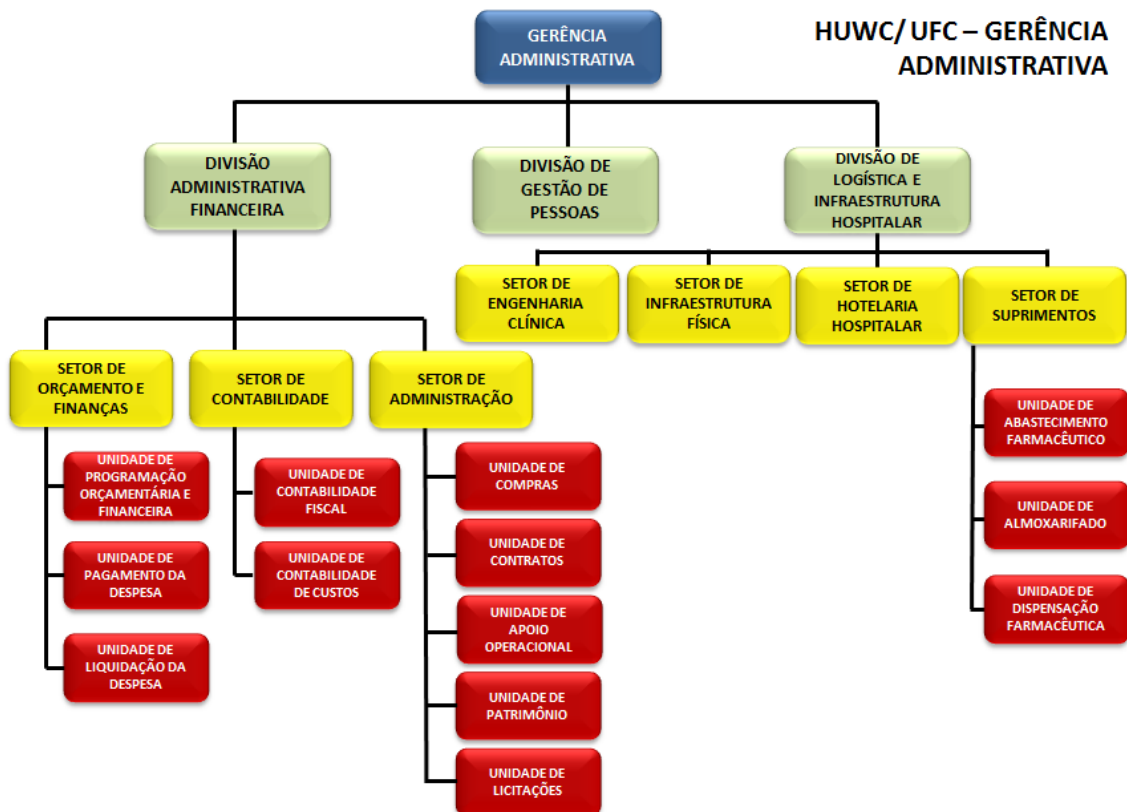 HUWC/ UFC – GERÊNCIA
ADMINISTRATIVA
GERÊNCIA
ADMINISTRATIVA
DIVISÃO
ADMINISTRATIVA
FINANCEIRA
DIVISÃO DE
GESTÃO DE
PESSOAS
DIVISÃO DE
LOGÍSTICA E
INFRAESTRUTURA
HOSPITALAR
SETOR DE
ENGENHARIA
CLÍNICA
SETOR DE
INFRAESTRUTURA
FÍSICA
SETOR DE
HOTELARIA
HOSPITALAR
SETOR DE
SUPRIMENTOS
SETOR DE
ORÇAMENTO E
FINANÇAS
SETOR DE
CONTABILIDADE
SETOR DE
ADMINISTRAÇÃO
UNIDADE DE
PROGRAMAÇÃO
ORÇAMENTÁRIA E
FINANCEIRA
UNIDADE DE
PAGAMENTO DA
DESPESA
UNIDADE DE
LIQUIDAÇÃO DA
DESPESA
UNIDADE DE
CONTABILIDADE
FISCAL
UNIDADE DE
CONTABILIDADE
DE CUSTOS
UNIDADE DE
COMPRAS
UNIDADE DE
CONTRATOS
UNIDADE DE
APOIO
OPERACIONAL
UNIDADE DE
PATRIMÔNIO
UNIDADE DE
LICITAÇÕES
UNIDADE DE
ABASTECIMENTO
FARMACÊUTICO
UNIDADE DE
ALMOXARIFADO
UNIDADE DE
DISPENSAÇÃO
FARMACÊUTICA